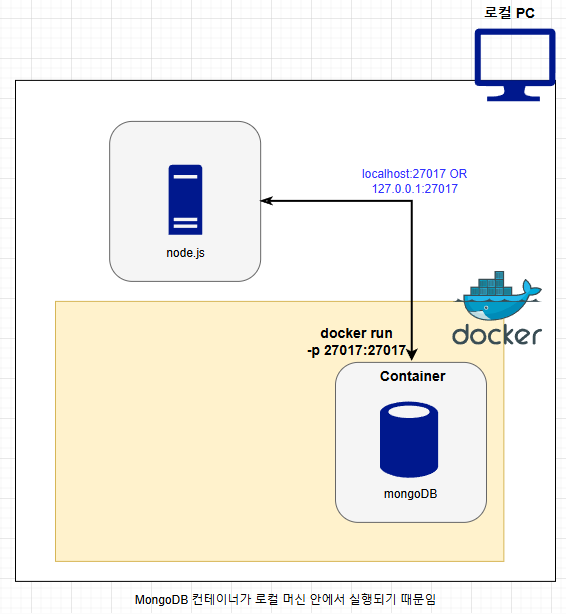 로컬 PC
localhost:27017 OR
127.0.0.1:27017
node.js
docker
docker run
-p 27017:27017
Container
mongoDB
MongoDB 컨테이너가 로컬 머신 안에서 실행되기 때문임